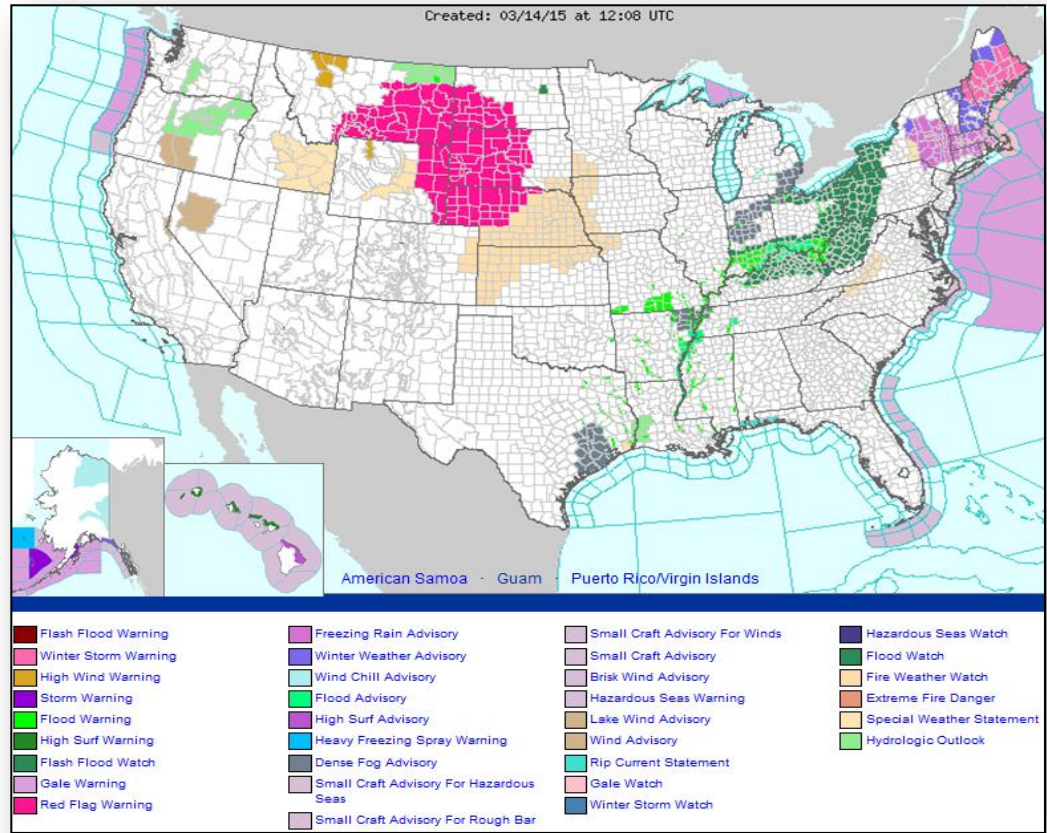 Created: 03/14/15 at 12:08 UTC
American Samoa · Guam · Puerto Rico/Virgin Islands
Flash Flood Warning
Winter Storm Warning
High Wind Warning
Storm Warning
Flood Warning
High Surf Warning
Flash Flood Watch
Gale Warning
Red Flag Warning
Freezing Rain Advisory
Winter Weather Advisory
Wind Chill Advisory
Flood Advisory
High Surf Advisory
Heavy Freezing Spray Warning
Dense Fog Advisory
Small Craft Advisory For Hazardous
Seas
Small Craft Advisory For Rough Bar
Small Craft Advisory For Winds
Small Craft Advisory
Brisk Wind Advisory
Hazardous Seas Warning
Lake Wind Advisory
Wind Advisory
Rip Current Statement
Gale Watch
Winter Storm Watch
Hazardous Seas Watch
Flood Watch
Fire Weather Watch
Extreme Fire Danger
Special Weather Statement
Hydrologic Outlook